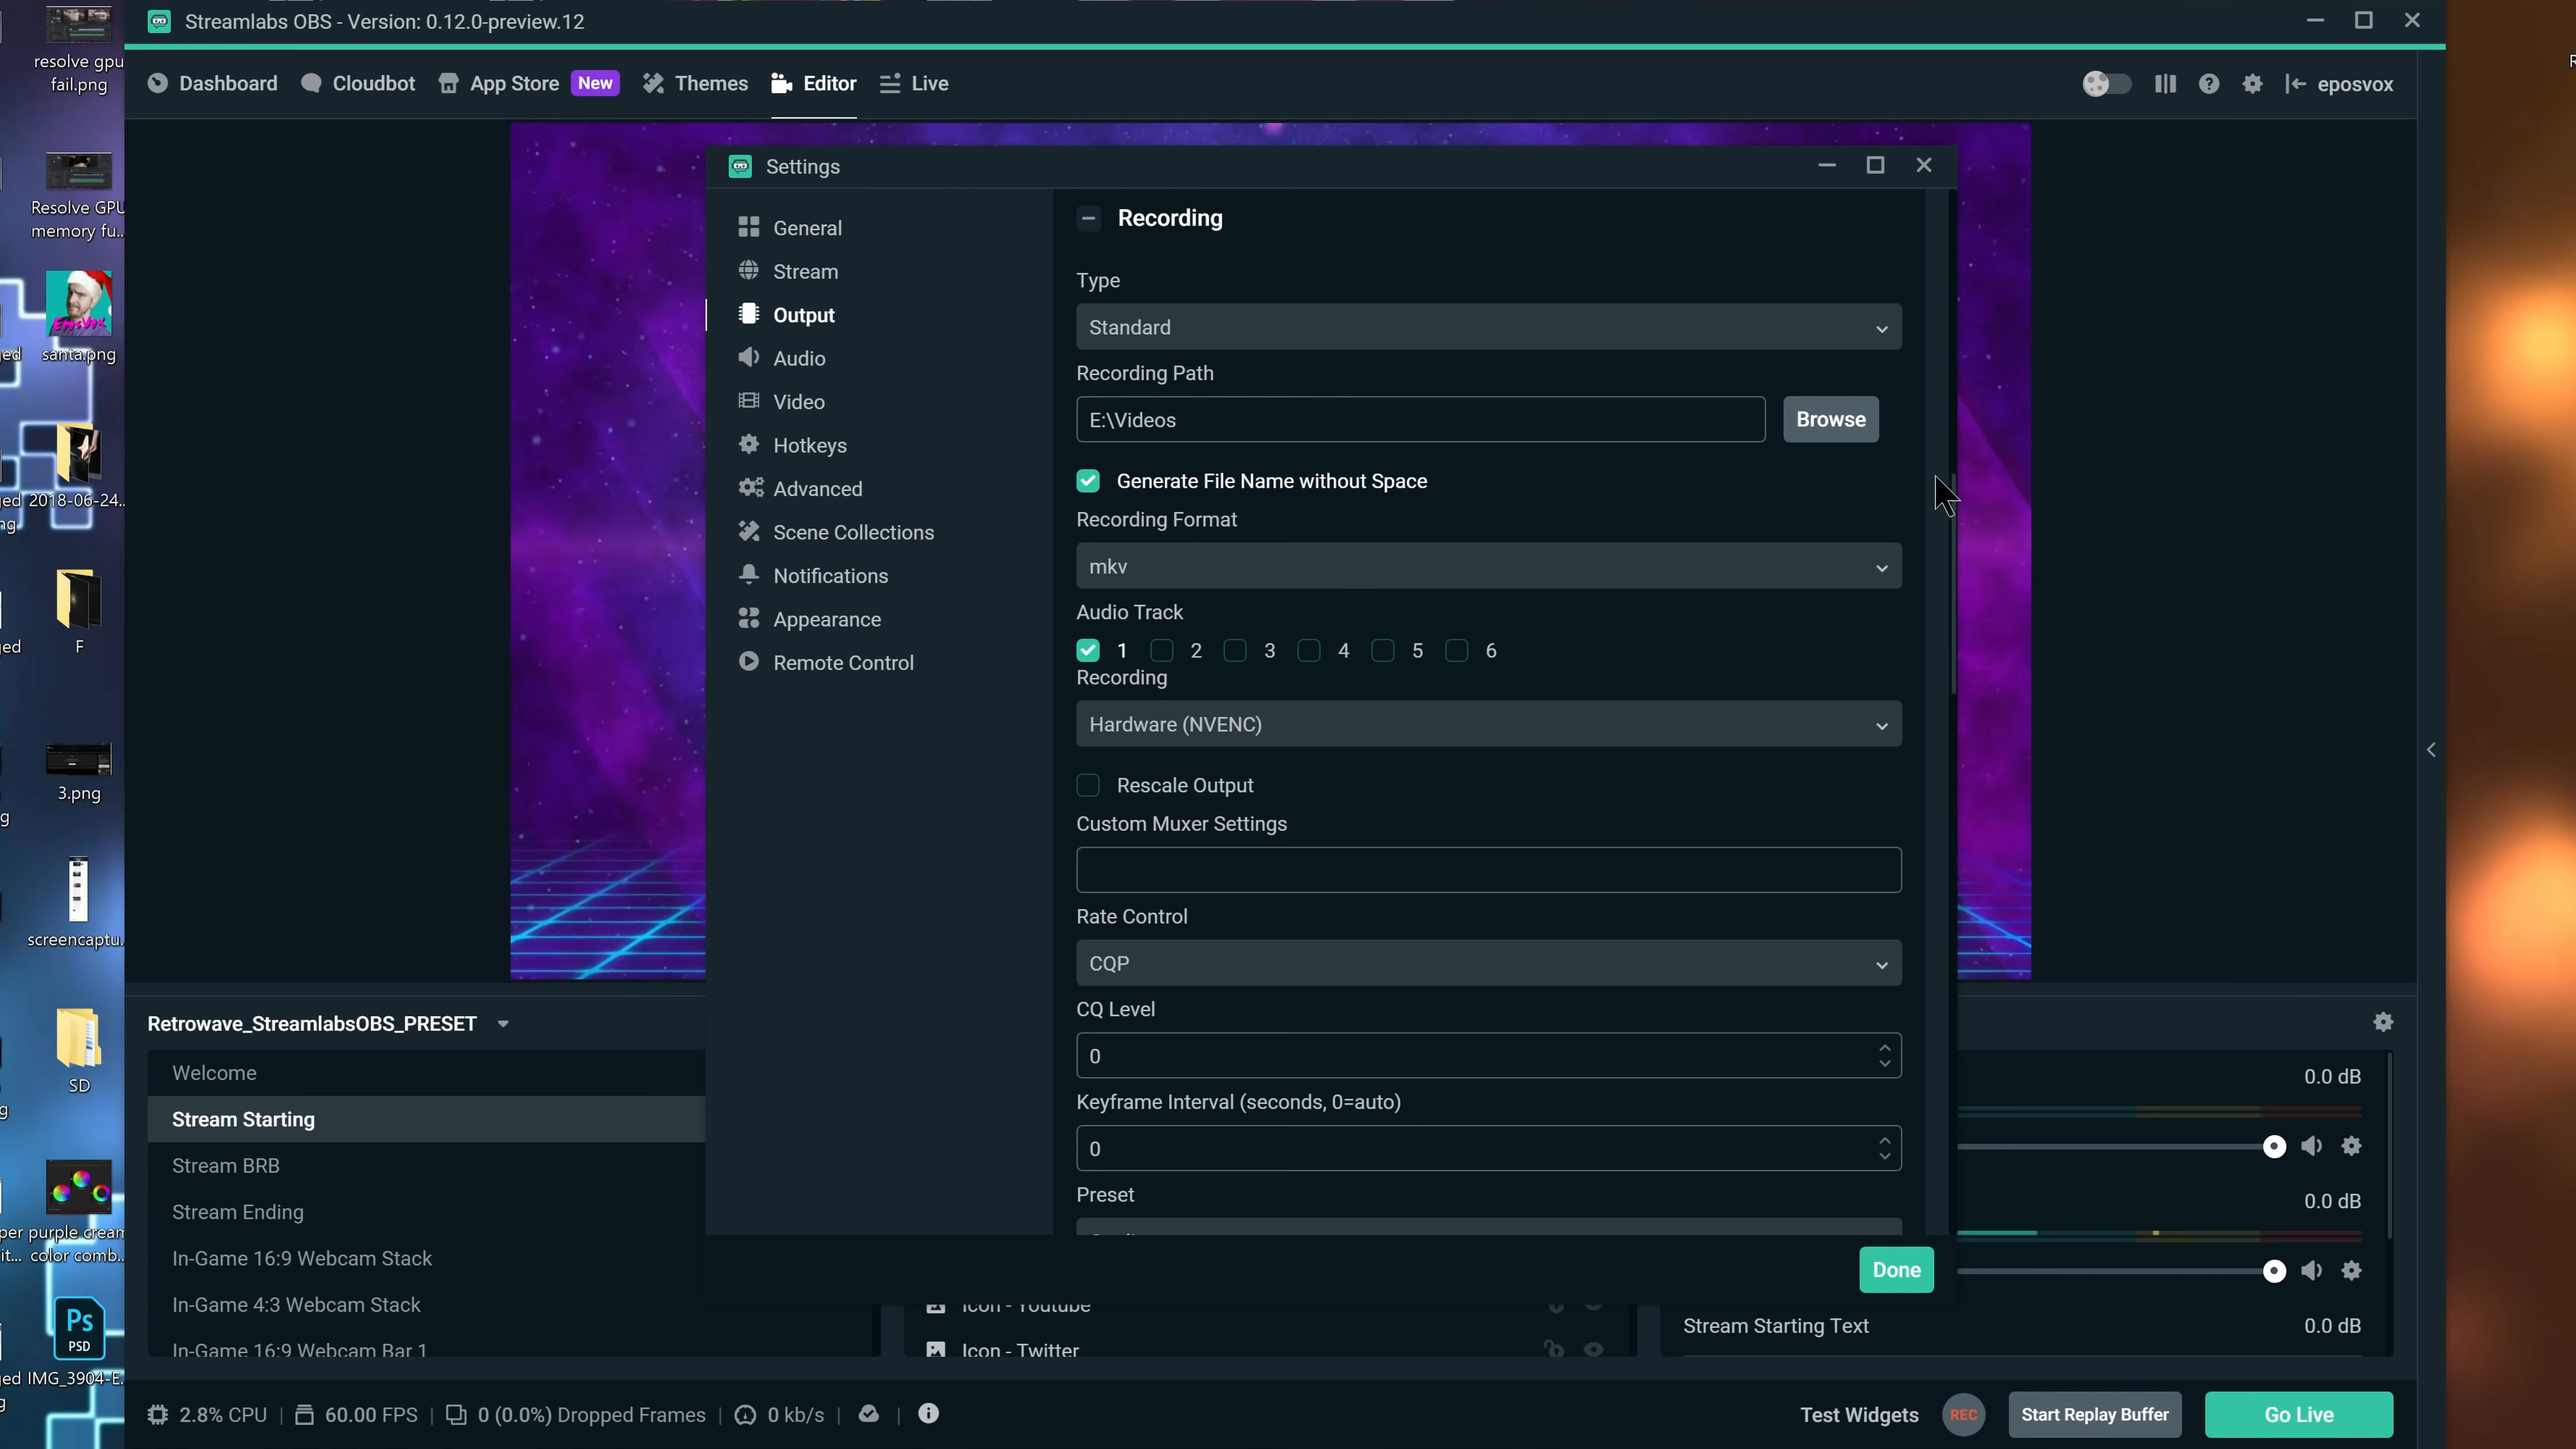 Streamlabs OBS - Version: 0.12.0-preview.12
Dashboard
Cloudbot
App Store
New
Themes
Editor
Live
eposvox
resolve gpu
fail.png
Resolve GPU
memory fu...
santa.png
2018-06-24...
F
3.png
screencaptu...
SD
purple cream
color comb...
Ps
PSD
IMG_3904-E...
Settings
General
Stream
Output
Audio
Video
Hotkeys
Advanced
Scene Collections
Notifications
Appearance
Remote Control
Recording
Type
Standard
Recording Path
E:\Videos
Browse
Generate File Name without Space
Recording Format
mkv
Audio Track
1 2 3 4 5 6
Recording
Hardware (NVENC)
Rescale Output
Custom Muxer Settings
Rate Control
CQP
CQ Level
0
Keyframe Interval (seconds, 0=auto)
0
Preset
Done
Retrowave_StreamlabsOBS_PRESET
Welcome
Stream Starting
Stream BRB
Stream Ending
In-Game 16:9 Webcam Stack
In-Game 4:3 Webcam Stack
In-Game 16:9 Webcam Bar 1
Icon - Youtube
Icon - Twitter
0.0 dB
0.0 dB
Stream Starting Text
0.0 dB
2.8% CPU
60.00 FPS
0 (0.0%) Dropped Frames
0 kb/s
Test Widgets
REC
Start Replay Buffer
Go Live